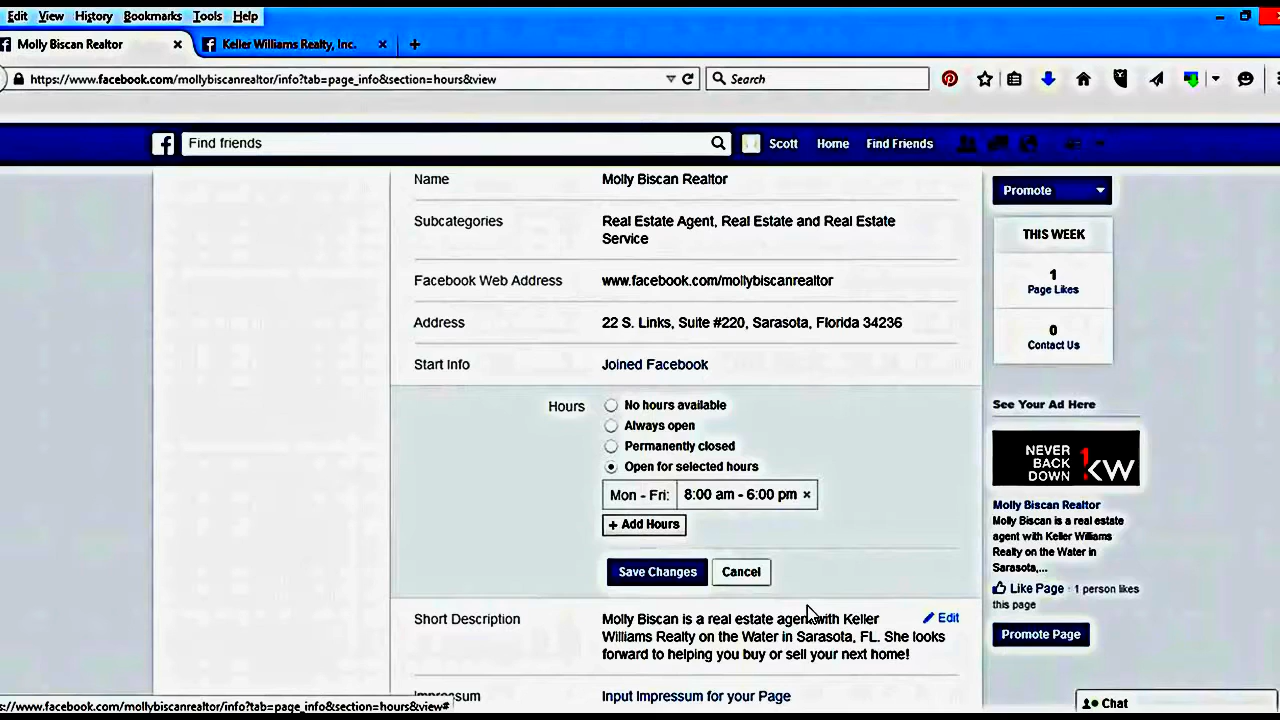 Edit View History Bookmarks Tools Help
Molly Biscan Realtor × Keller Williams Realty, Inc. × +
https://www.facebook.com/mollybiscanrealtor/info?tab=page_info&section=hours&view Search
Find friends Scott Home Find Friends
Name Molly Biscan Realtor
Promote
Subcategories Real Estate Agent, Real Estate and Real Estate
Service
THIS WEEK
1
Page Likes
Facebook Web Address www.facebook.com/mollybiscanrealtor
Address 22 S. Links, Suite #220, Sarasota, Florida 34236
0
Contact Us
Start Info Joined Facebook
Hours No hours available
Always open
Permanently closed
Open for selected hours
Mon - Fri: 8:00 am - 6:00 pm ×
+ Add Hours
Save Changes Cancel
See Your Ad Here
NEVER
BACK
DOWN
1
KW
Molly Biscan Realtor
Molly Biscan is a real estate
agent with Keller Williams
Realty on the Water in
Sarasota,...
Like Page · 1 person likes
this page
Promote Page
Short Description Molly Biscan is a real estate agent with Keller
Williams Realty on the Water in Sarasota, FL. She looks
forward to helping you buy or sell your next home!
Edit
Impressum Input Impressum for your Page
s://www.facebook.com/mollybiscanrealtor/info?tab=page_info&section=hours&view#
Chat